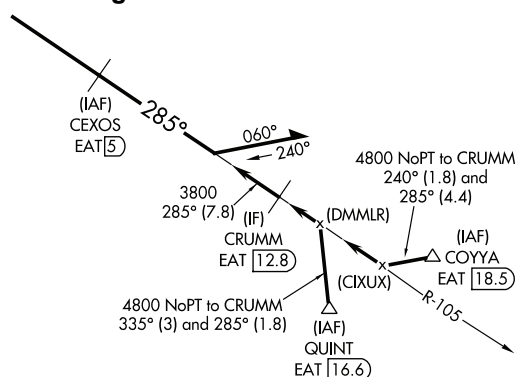 (IAF)
CEXOS
EAT 5
285°
060°
240°
3800
285° (7.8)
(IF)
CRUMM
EAT 12.8
(DMMLR)
4800 NoPT to CRUMM
240° (1.8) and
285° (4.4)
(IAF)
COYYA
EAT 18.5
(CIXUX)
R-105
4800 NoPT to CRUMM
335° (3) and 285° (1.8)
(IAF)
QUINT
EAT 16.6